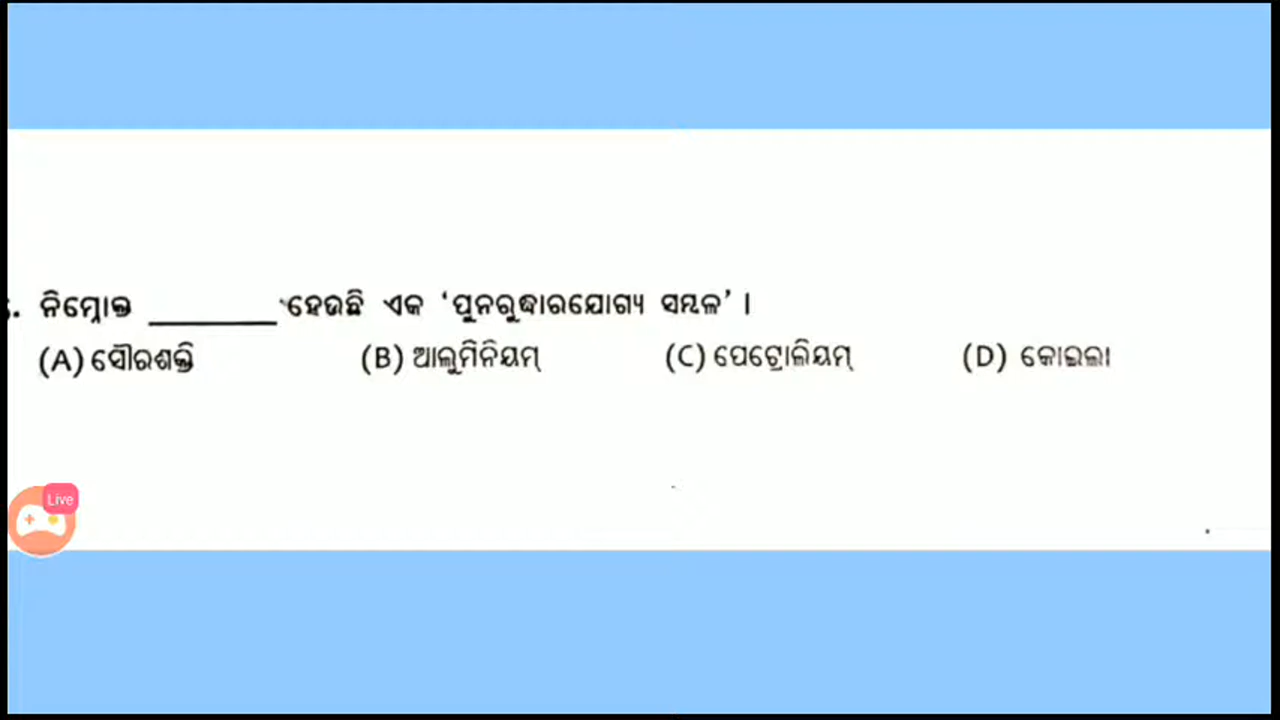 . ନିମ୍ନୋକ୍ତ ________ ହେଉଛି ଏକ ‘ପୁନରୁଦ୍ଧାରଯୋଗ୍ୟ ସମ୍ବଳ’ ।
(A) ସୌରଶକ୍ତି (B) ଆଲୁମିନିୟମ୍ (C) ପେଟ୍ରୋଲିୟମ୍ (D) କୋଇଲା
Live